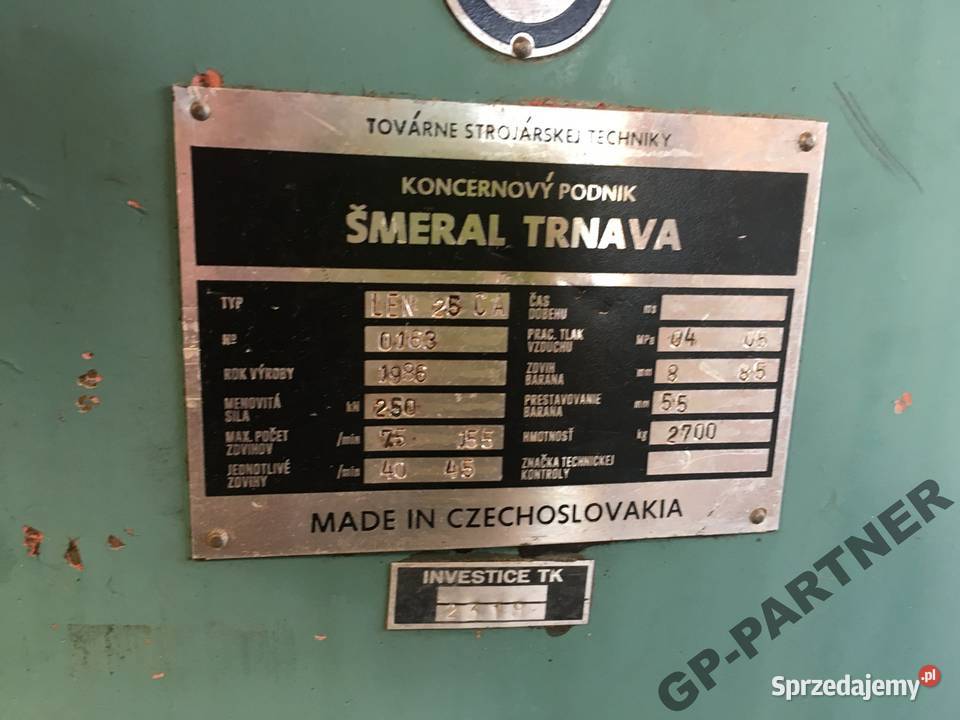 TOVÁRNE STROJÁRSKEJ TECHNIKY
KONCERNOVÝ PODNIK
ŠMERAL TRNAVA
TYP LEN 25 CA
Nº 0163
ROK VÝROBY 1986
MENOVITÁ SILA kN 250
MAX. POČET ZDVIHOV /min 75 155
JEDNOTLIVÉ ZDVIHY /min 40 45
ČAS DOBEHU ms
PRAC. TLAK VZDUCHU MPa 04 05
ZDVIH BARANA mm 8 85
PRESTAVOVANIE BARANA mm 55
HMOTNOSŤ kg 2700
ZNAČKA TECHNICKEJ KONTROLY
MADE IN CZECHOSLOVAKIA
INVESTICE TK
GP-PARTNER
Sprzedajemy.pl